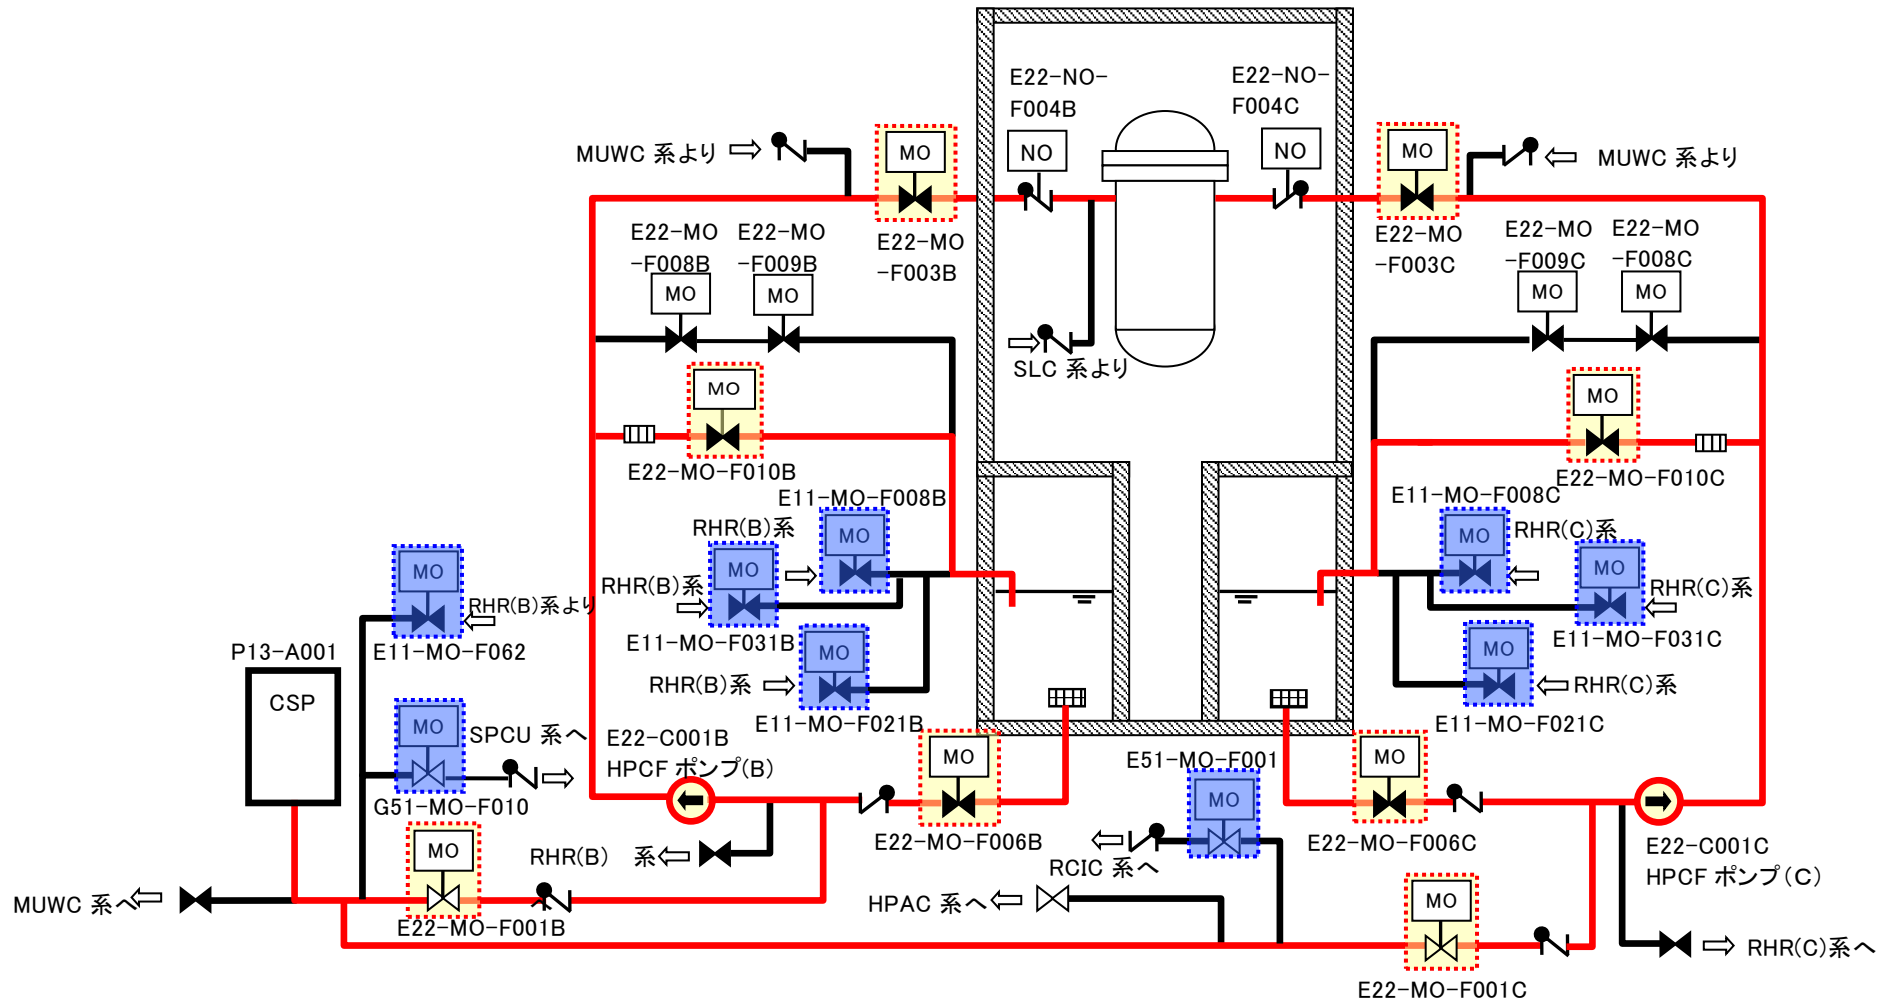 E22-NO-
F004B
E22-NO-
F004C
MUWC 系より
MO
NO
NO
MO
MUWC 系より
E22-MO
-F008B
E22-MO
-F009B
E22-MO
-F003B
E22-MO
-F003C
E22-MO
-F009C
E22-MO
-F008C
MO
MO
MO
MO
SLC 系より
MO
MO
E22-MO-F010B
E22-MO-F010C
E11-MO-F008B
E11-MO-F008C
RHR(B)系
MO
MO
RHR(C)系
MO
RHR(B)系
MO
MO
RHR(C)系
RHR(B)系より
E11-MO-F062
E11-MO-F031B
E11-MO-F031C
P13-A001
MO
MO
RHR(B)系
RHR(C)系
CSP
E11-MO-F021B
E11-MO-F021C
MO
SPCU 系へ
G51-MO-F010
E22-C001B
HPCF ポンプ(B)
MO
E51-MO-F001
MO
MO
E22-MO-F006B
E22-MO-F006C
E22-C001C
HPCF ポンプ(C)
MO
RHR(B) 系
へ
RCIC 系へ
MUWC 系へ
E22-MO-F001B
HPAC 系へ
MO
RHR(C)系へ
E22-MO-F001C